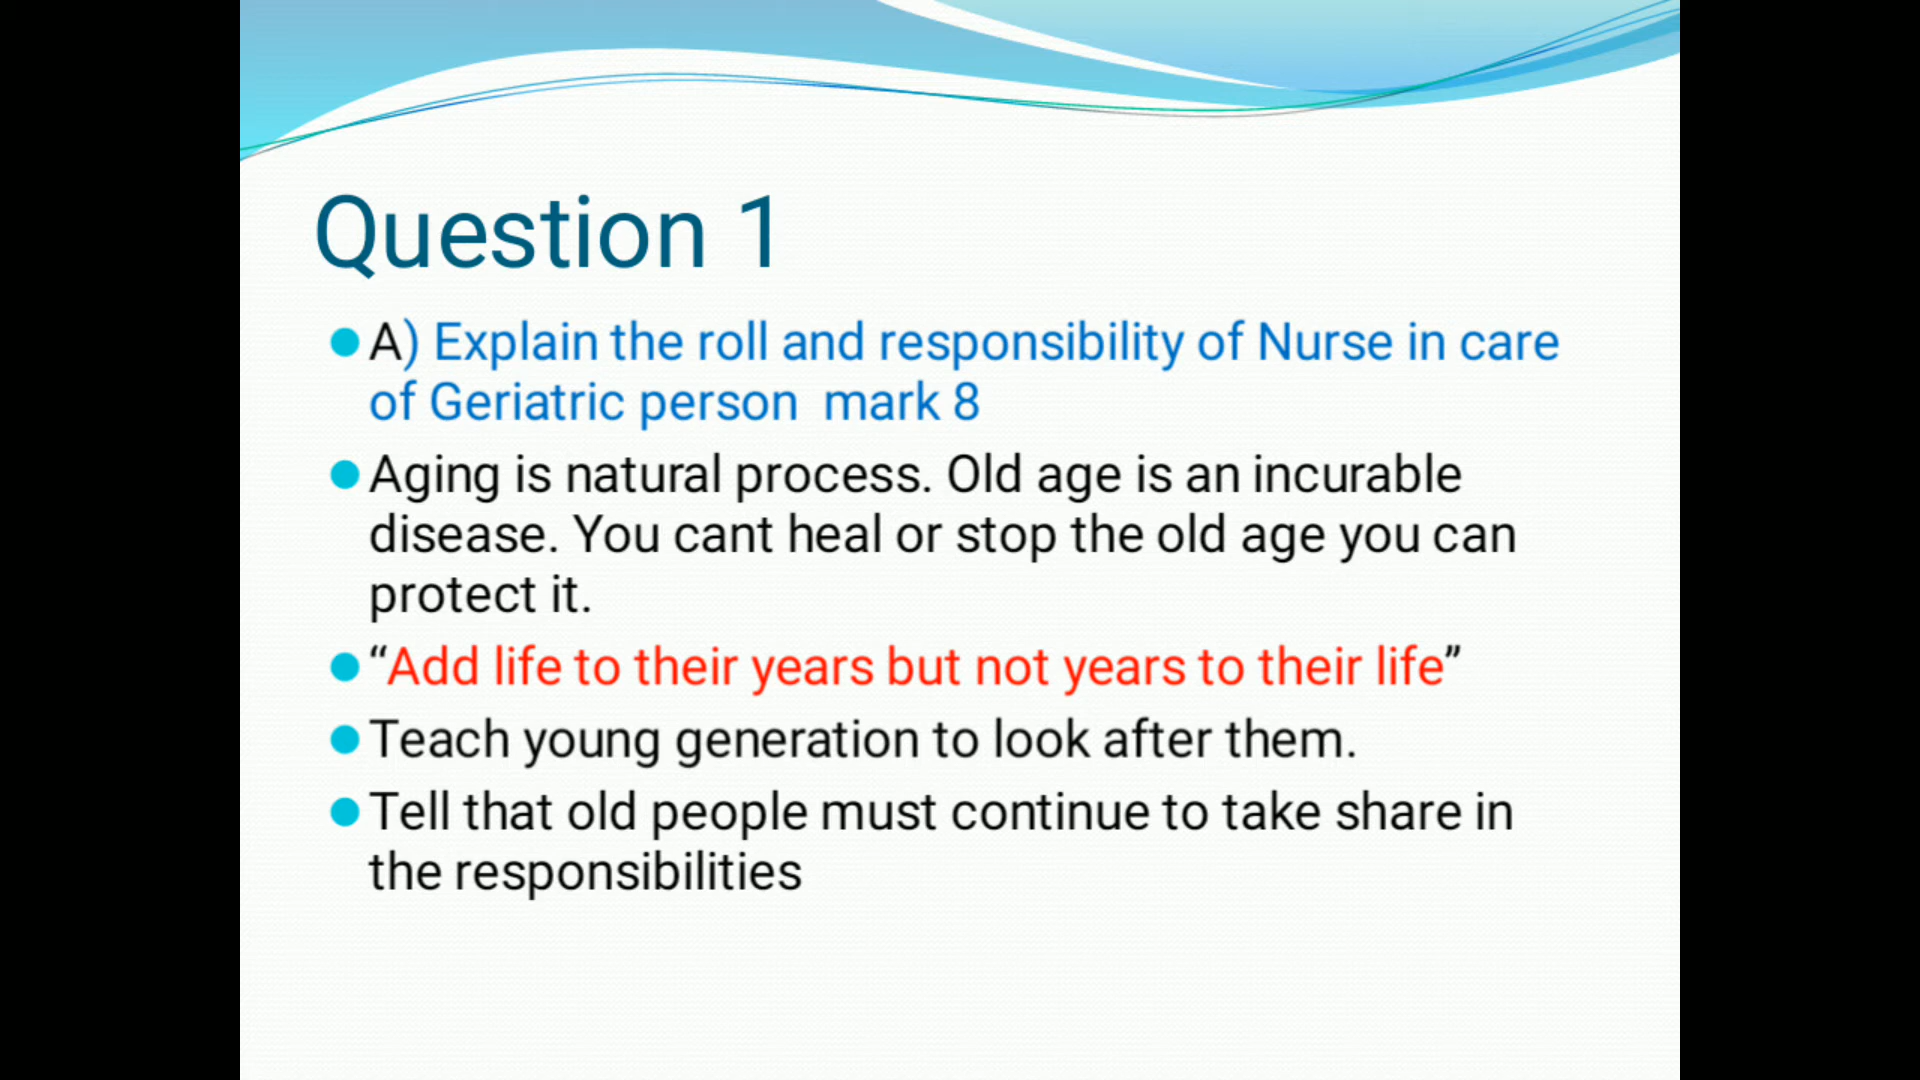 Question 1
A) Explain the roll and responsibility of Nurse in care
of Geriatric person mark 8
Aging is natural process. Old age is an incurable
disease. You cant heal or stop the old age you can
protect it.
“Add life to their years but not years to their life”
Teach young generation to look after them.
Tell that old people must continue to take share in
the responsibilities